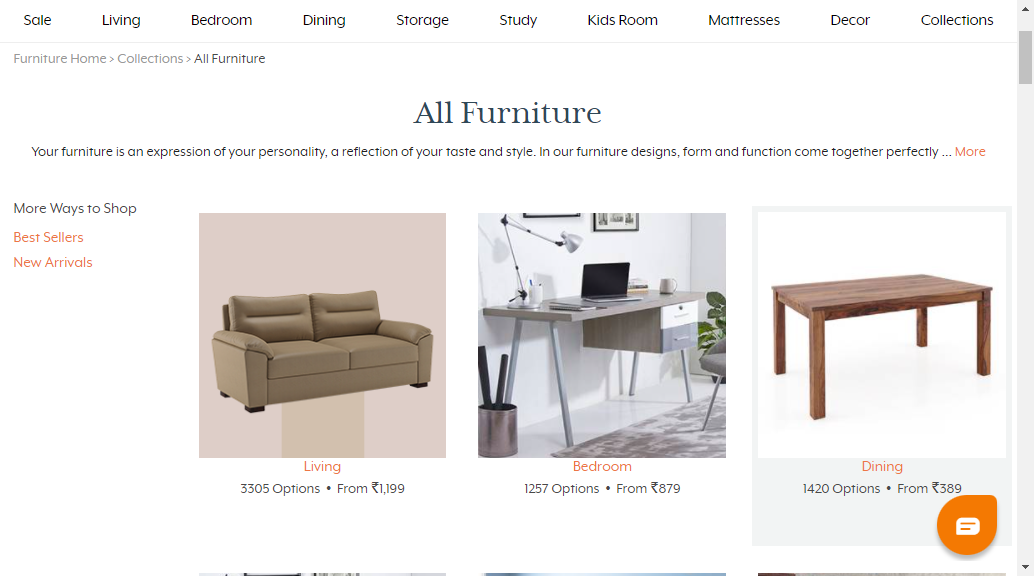 Sale Living Bedroom Dining Storage Study Kids Room Mattresses Decor Collections
Furniture Home > Collections > All Furniture
All Furniture
Your furniture is an expression of your personality, a reflection of your taste and style. In our furniture designs, form and function come together perfectly ... More
More Ways to Shop
Best Sellers
New Arrivals
Living
3305 Options • From ₹1,199
Bedroom
1257 Options • From ₹879
Dining
1420 Options • From ₹389